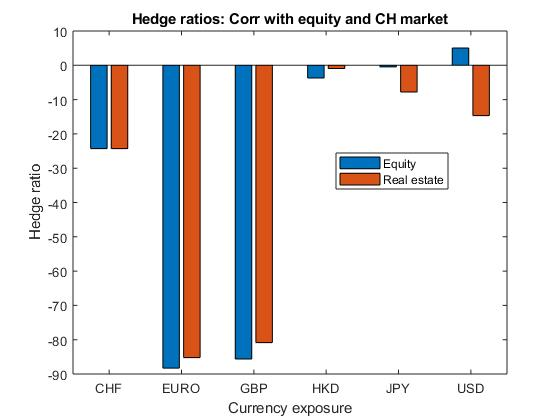 Hedge ratios: Corr with equity and CH market
10
0
-10
-20
-30
-40
-50
-60
-70
-80
-90
Hedge ratio
Equity
Real estate
CHF EURO GBP HKD JPY USD
Currency exposure